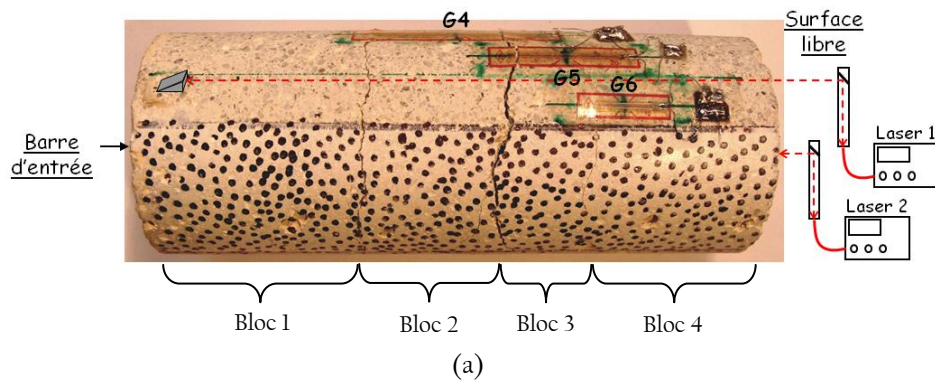 G4
Surface
libre
G5
G6
Laser 1
Barre
d'entrée
Laser 2
Bloc 1
Bloc 2
Bloc 3
Bloc 4
(a)